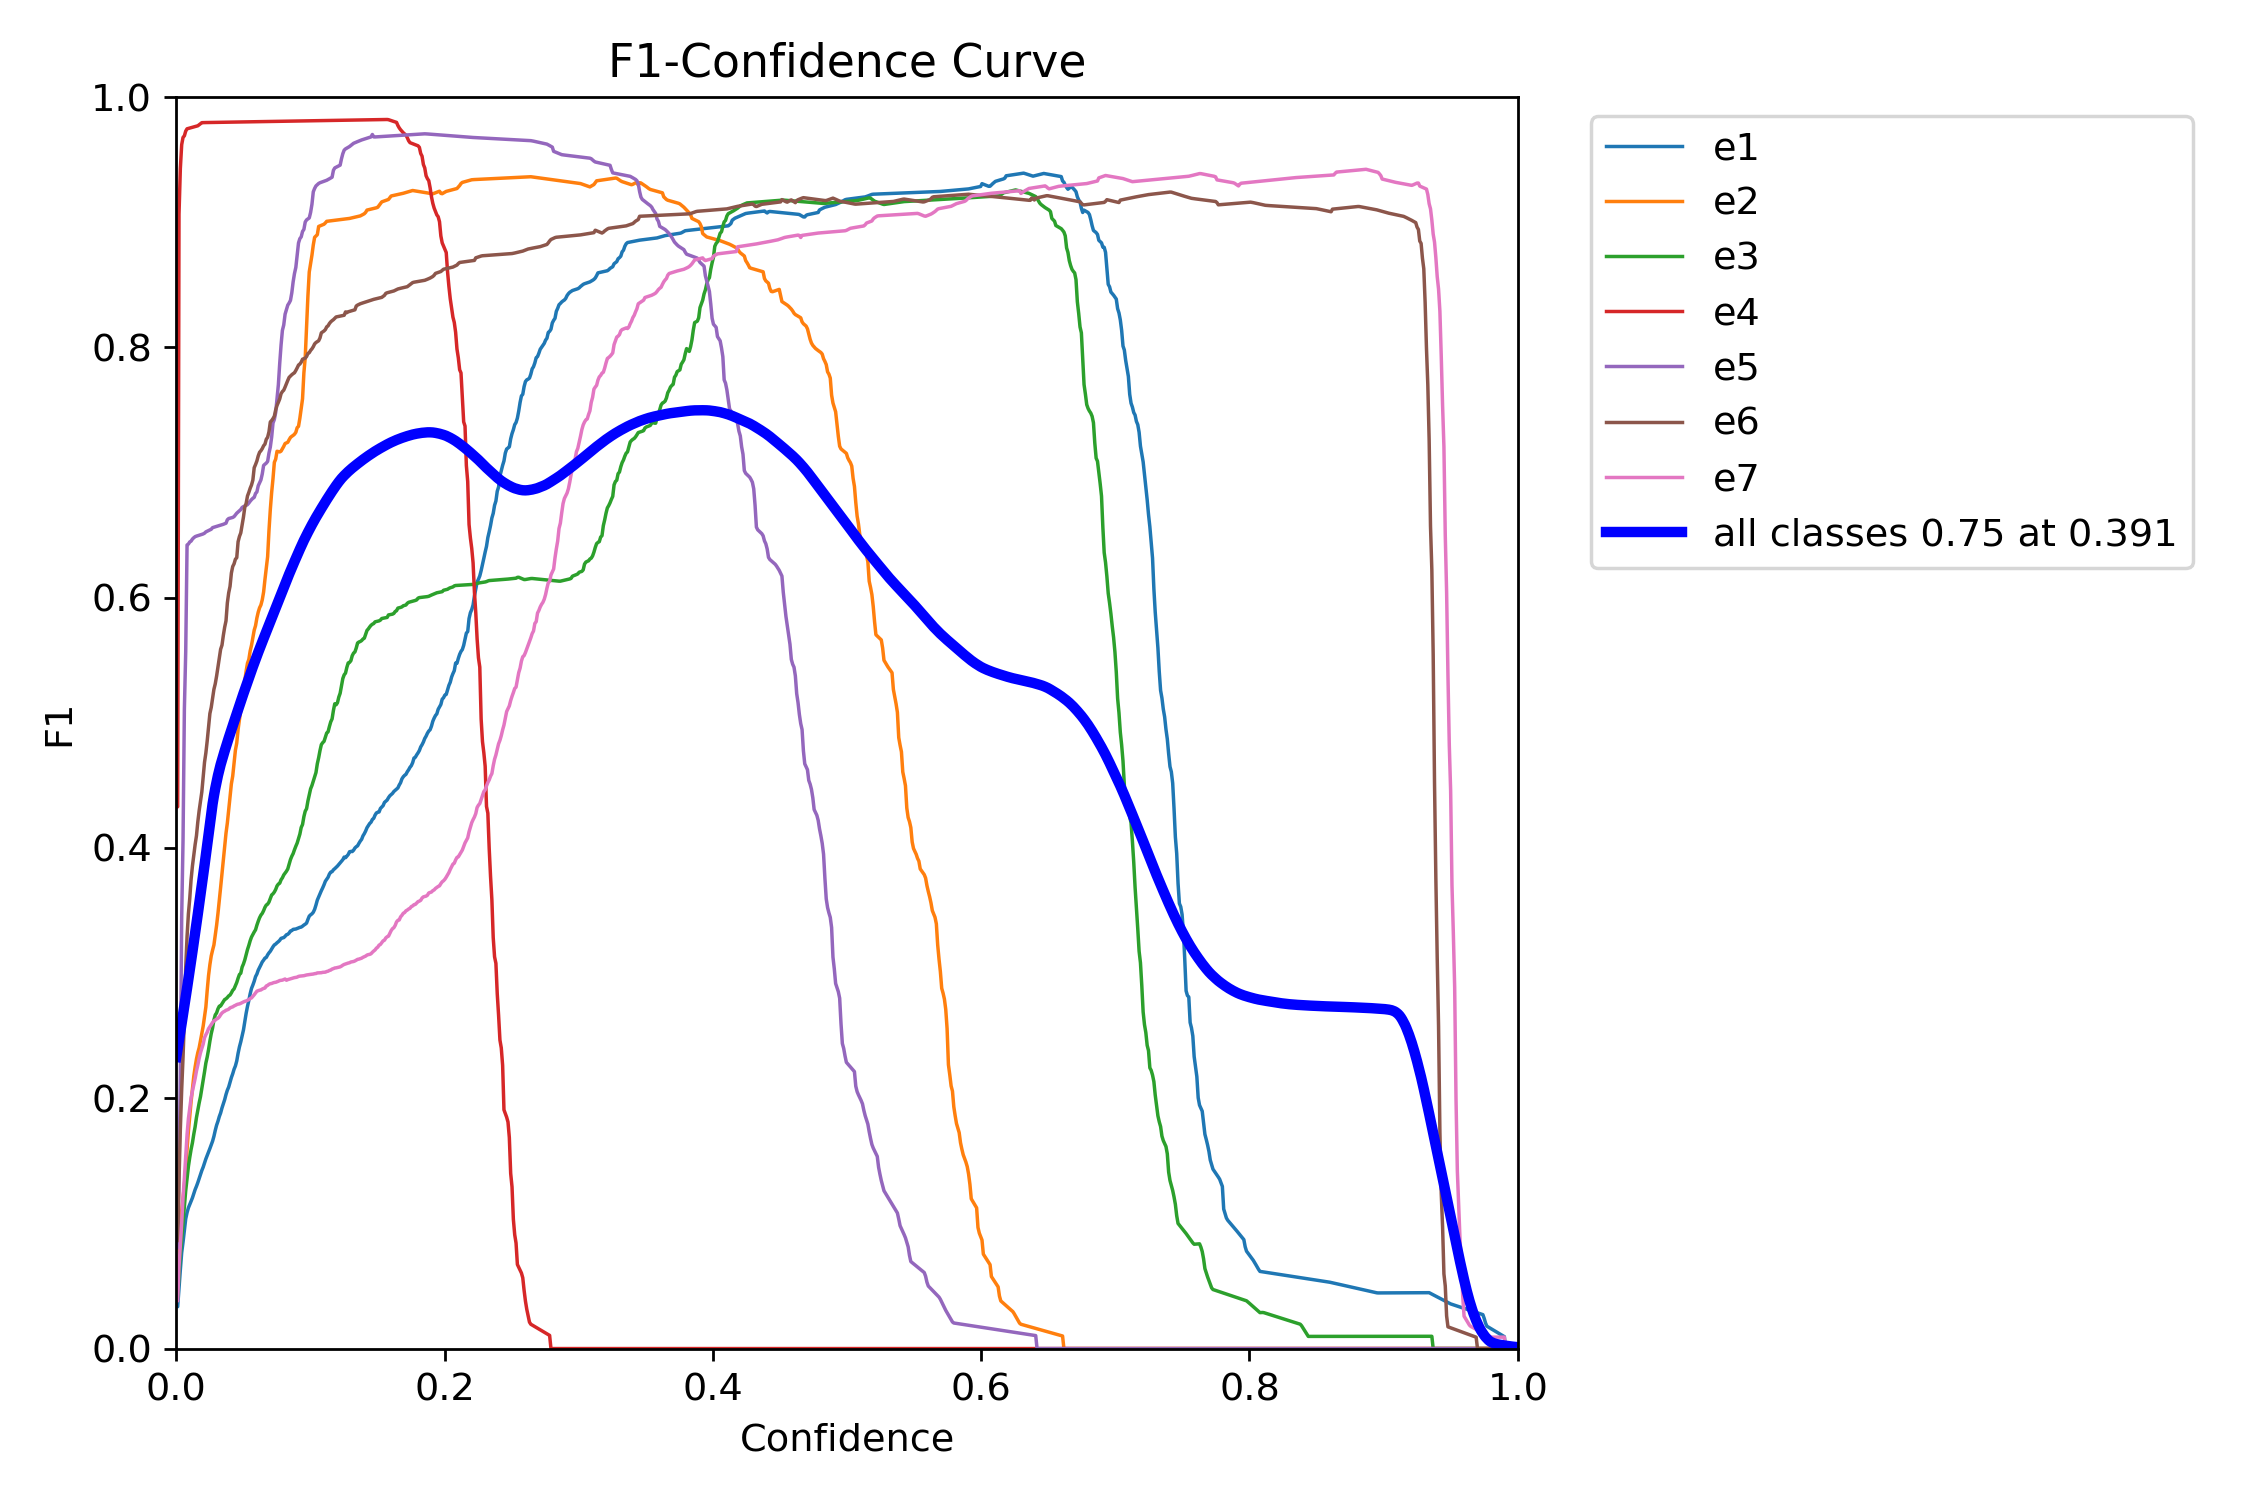 F1-Confidence Curve
1.0
0.8
0.6
0.4
0.2
0.0
F1
0.0 0.2 0.4 0.6 0.8 1.0
Confidence
e1
e2
e3
e4
e5
e6
e7
all classes 0.75 at 0.391